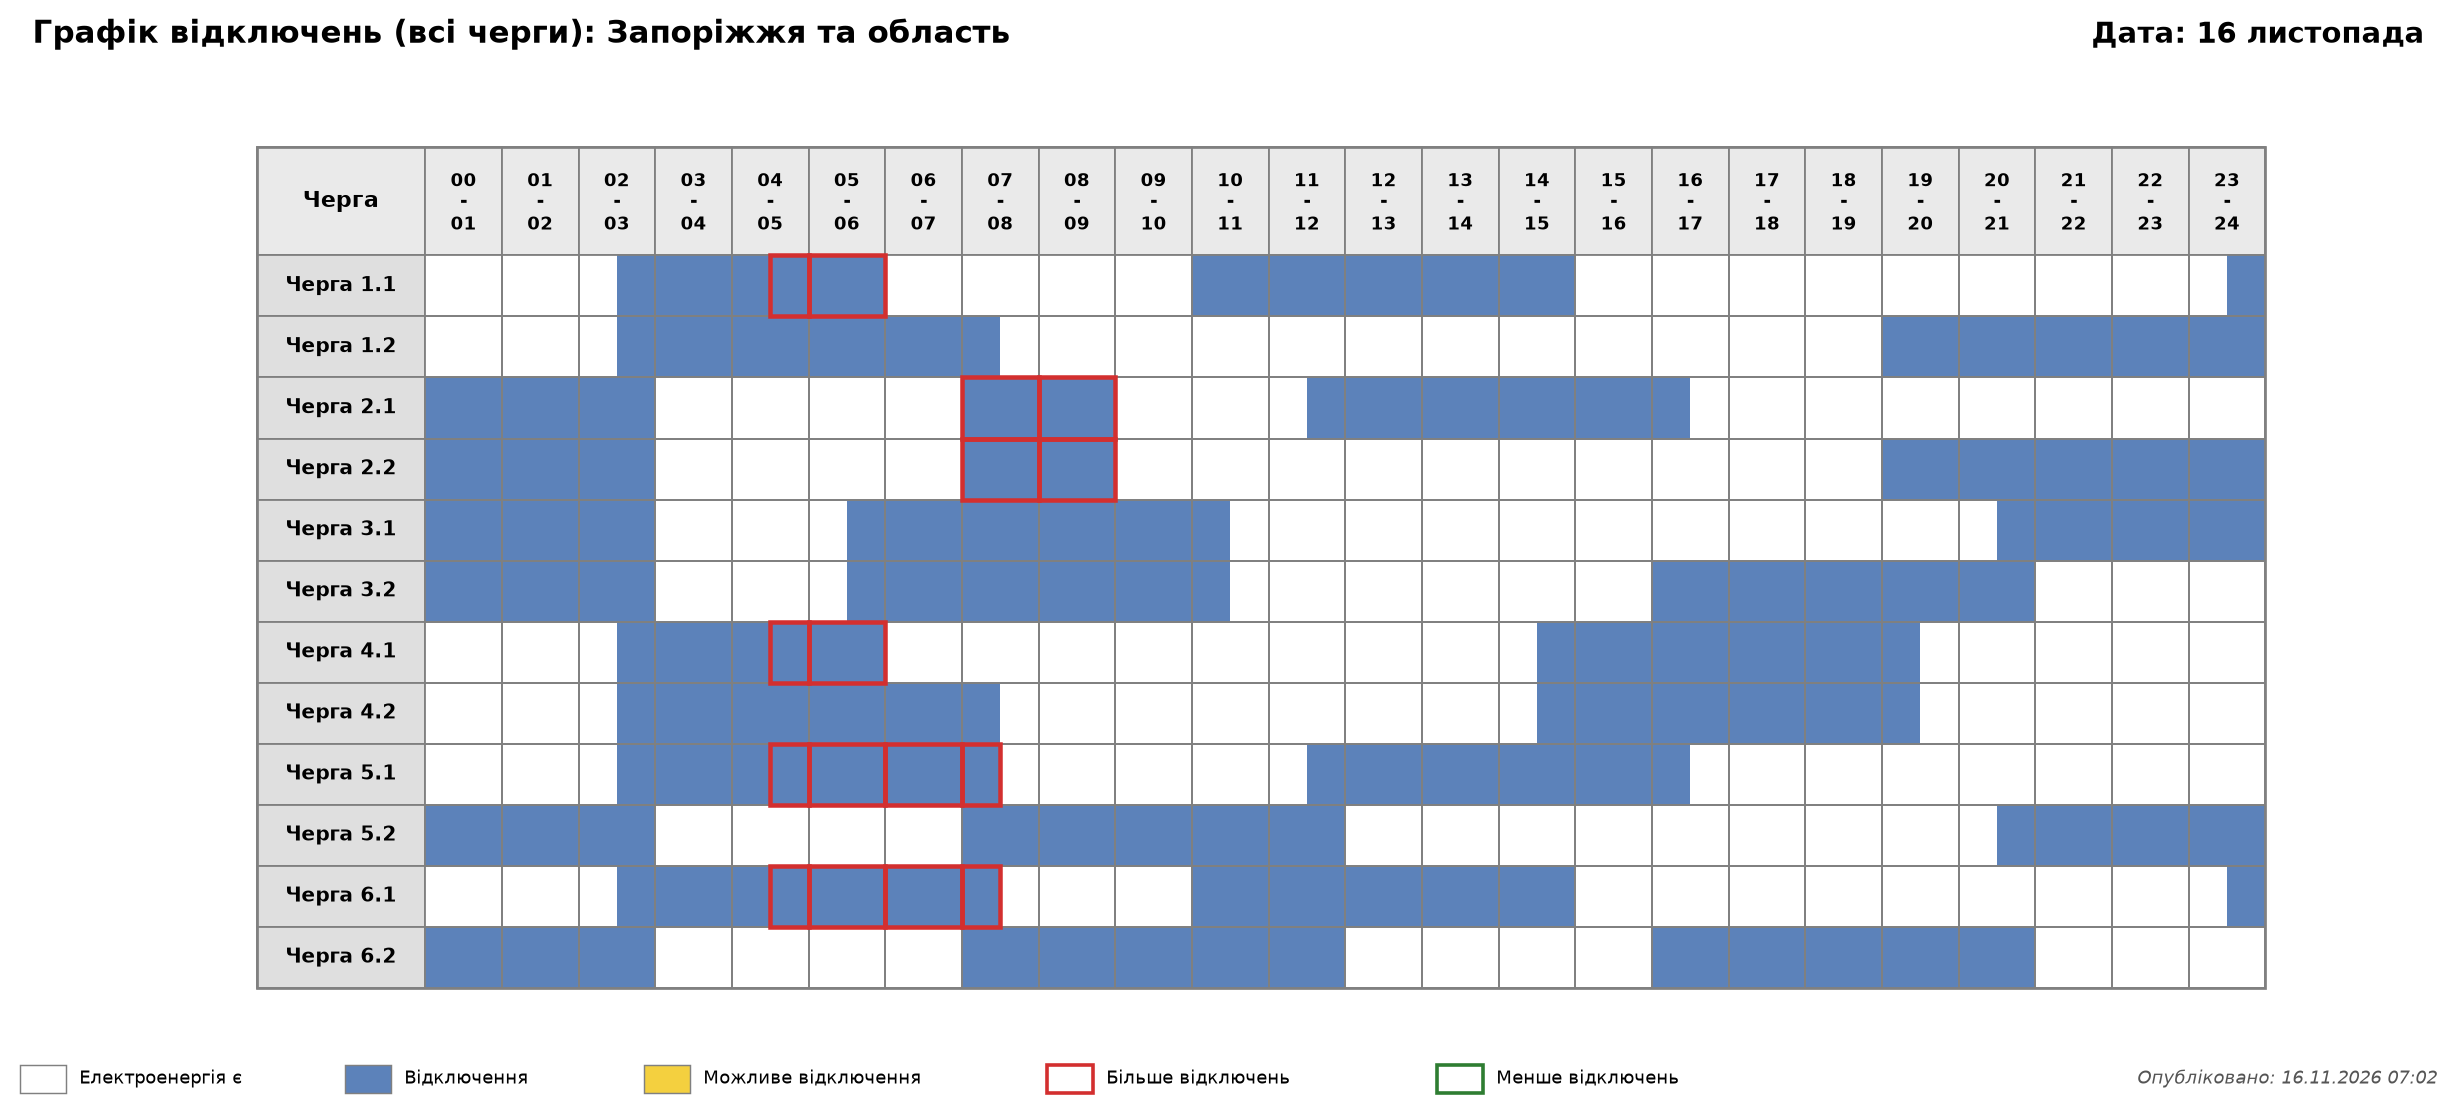 Графік відключень (всі черги): Запоріжжя та область
Дата: 16 листопада
Черга
00 - 01
01 - 02
02 - 03
03 - 04
04 - 05
05 - 06
06 - 07
07 - 08
08 - 09
09 - 10
10 - 11
11 - 12
12 - 13
13 - 14
14 - 15
15 - 16
16 - 17
17 - 18
18 - 19
19 - 20
20 - 21
21 - 22
22 - 23
23 - 24
Черга 1.1
Черга 1.2
Черга 2.1
Черга 2.2
Черга 3.1
Черга 3.2
Черга 4.1
Черга 4.2
Черга 5.1
Черга 5.2
Черга 6.1
Черга 6.2
Електроенергія є
Відключення
Можливе відключення
Більше відключень
Менше відключень
Опубліковано: 16.11.2026 07:02